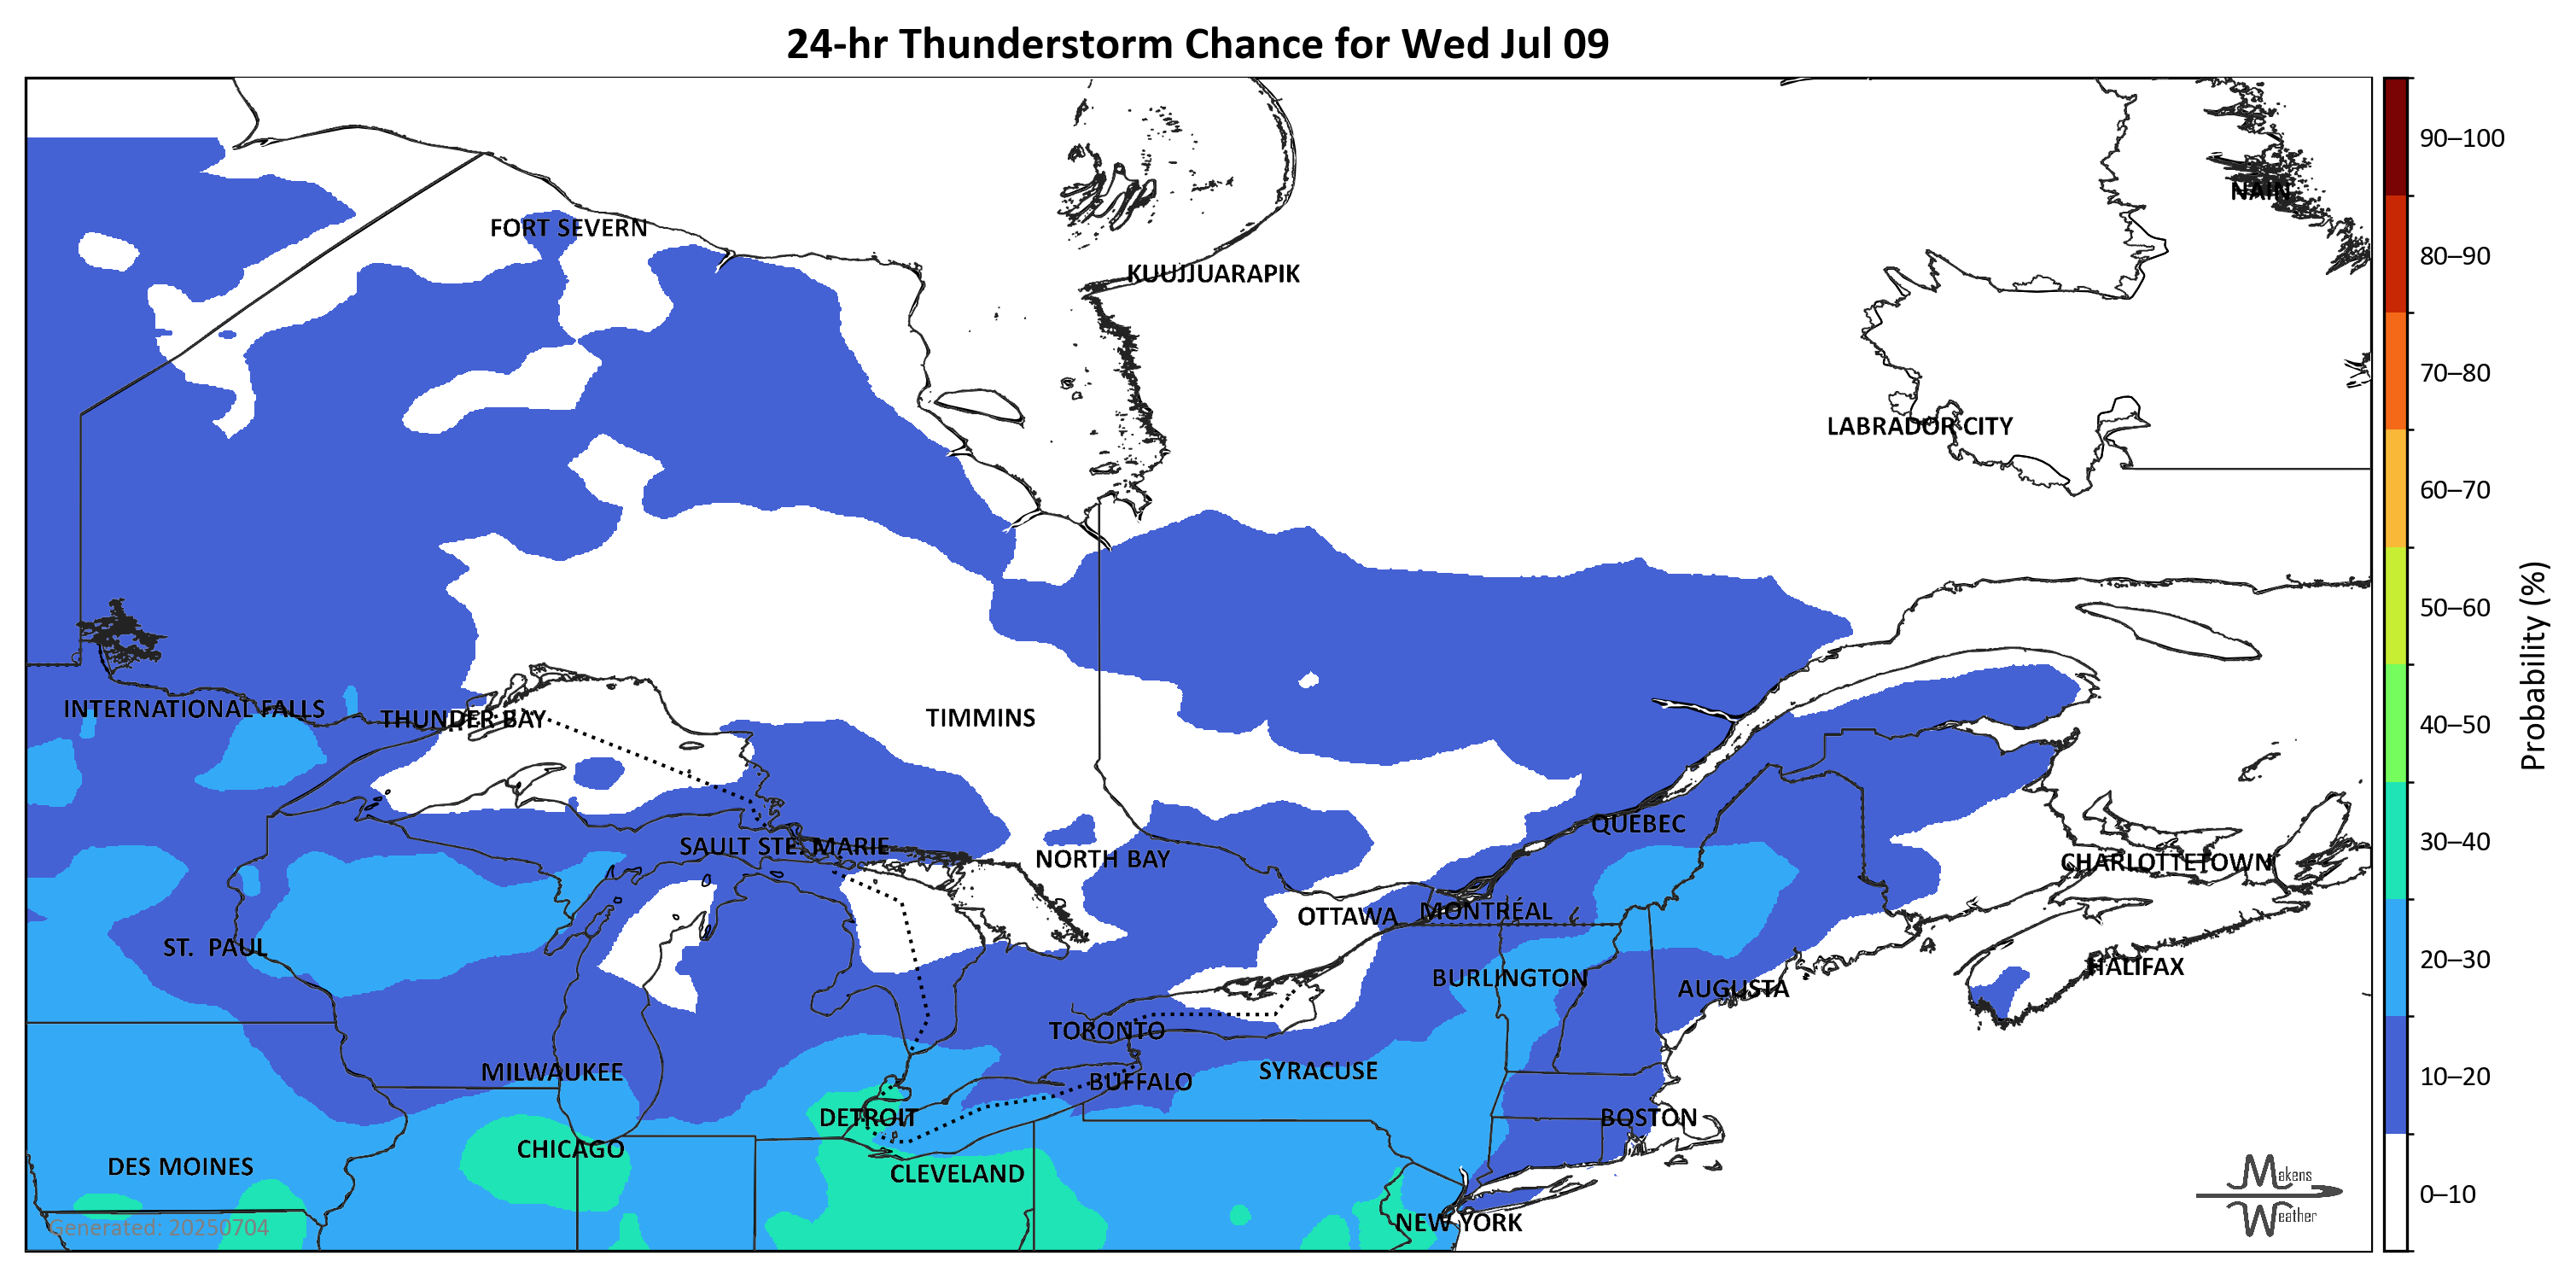 24-hr Thunderstorm Chance for Wed Jul 09
90–100
NAIN
FORT SEVERN
80–90
KUUJJUARAPIK
70–80
LABRADOR CITY
60–70
50–60
Probability (%)
INTERNATIONAL FALLS
THUNDER BAY
TIMMINS
40–50
QUEBEC
SAULT STE. MARIE
NORTH BAY
CHARLOTTETOWN
30–40
OTTAWA
MONTRÉAL
ST. PAUL
HALIFAX
20–30
BURLINGTON
AUGUSTA
TORONTO
MILWAUKEE
SYRACUSE
BUFFALO
10–20
DETROIT
BOSTON
CHICAGO
DES MOINES
CLEVELAND
Makens
Weather
0–10
NEW YORK
Generated: 20250704